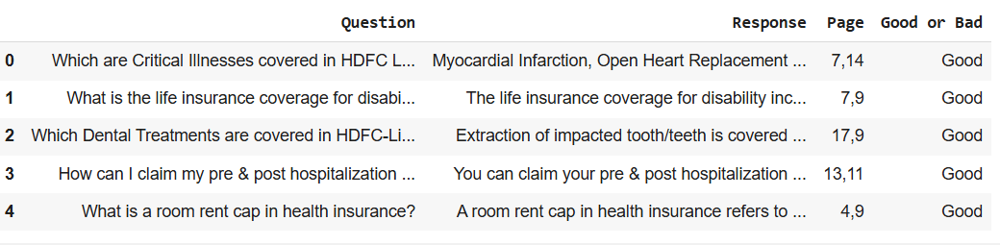 Question Response Page Good or Bad
0 Which are Critical Illnesses covered in HDFC L... Myocardial Infarction, Open Heart Replacement ... 7,14 Good
1 What is the life insurance coverage for disabi... The life insurance coverage for disability inc... 7,9 Good
2 Which Dental Treatments are covered in HDFC-Li... Extraction of impacted tooth/teeth is covered ... 17,9 Good
3 How can I claim my pre & post hospitalization ... You can claim your pre & post hospitalization ... 13,11 Good
4 What is a room rent cap in health insurance? A room rent cap in health insurance refers to ... 4,9 Good